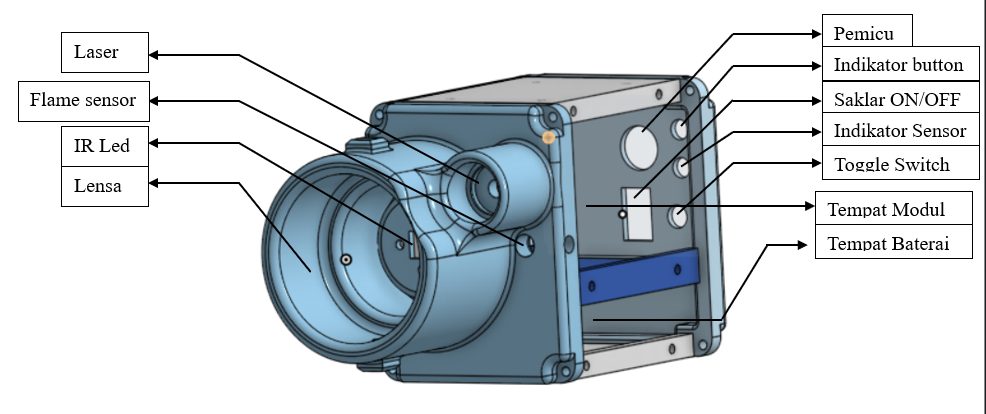 Laser
Flame sensor
IR Led
Lensa
Pemicu
Indikator button
Saklar ON/OFF
Indikator Sensor
Toggle Switch
Tempat Modul
Tempat Baterai